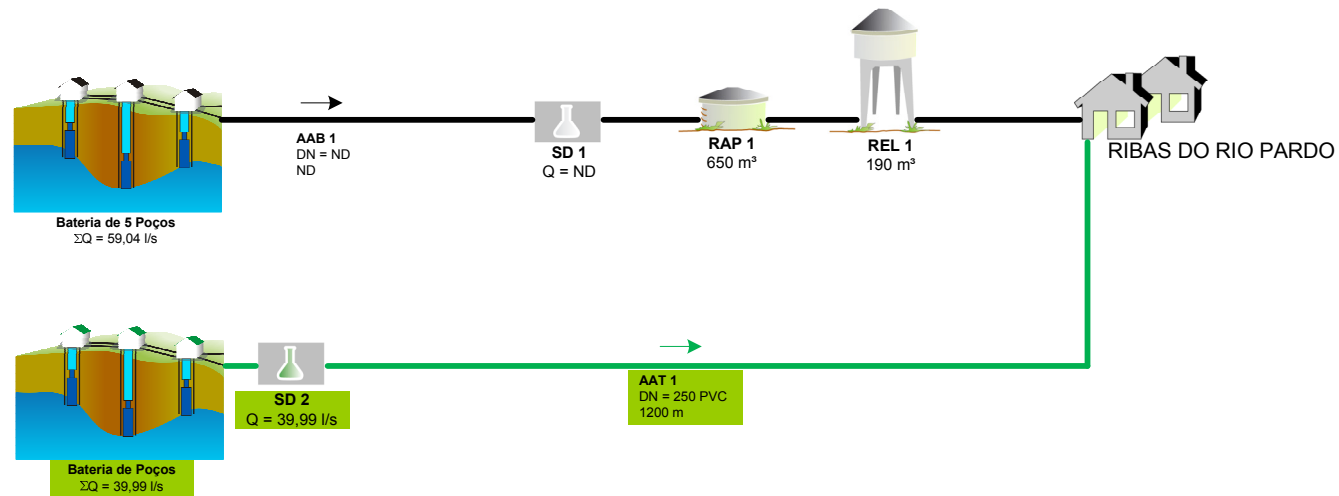 AAB 1
DN = ND
ND
SD 1
Q = ND
RAP 1
650 m³
REL 1
190 m³
RIBAS DO RIO PARDO
Bateria de 5 Poços
ΣQ = 59,04 l/s
SD 2
Q = 39,99 l/s
AAT 1
DN = 250 PVC
1200 m
Bateria de Poços
ΣQ = 39,99 l/s